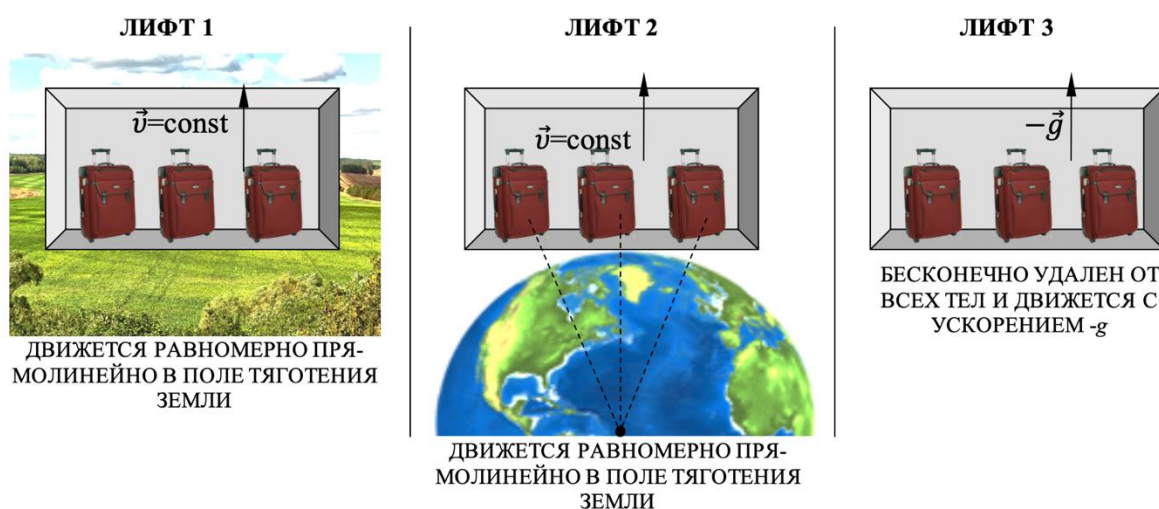 ЛИФТ 1
v⃗=const
ДВИЖЕТСЯ РАВНОМЕРНО ПРЯ-
МОЛИНЕЙНО В ПОЛЕ ТЯГОТЕНИЯ
ЗЕМЛИ
ЛИФТ 2
v⃗=const
ДВИЖЕТСЯ РАВНОМЕРНО ПРЯ-
МОЛИНЕЙНО В ПОЛЕ ТЯГОТЕНИЯ
ЗЕМЛИ
ЛИФТ 3
−g⃗
БЕСКОНЕЧНО УДАЛЕН ОТ
ВСЕХ ТЕЛ И ДВИЖЕТСЯ С
УСКОРЕНИЕМ -g